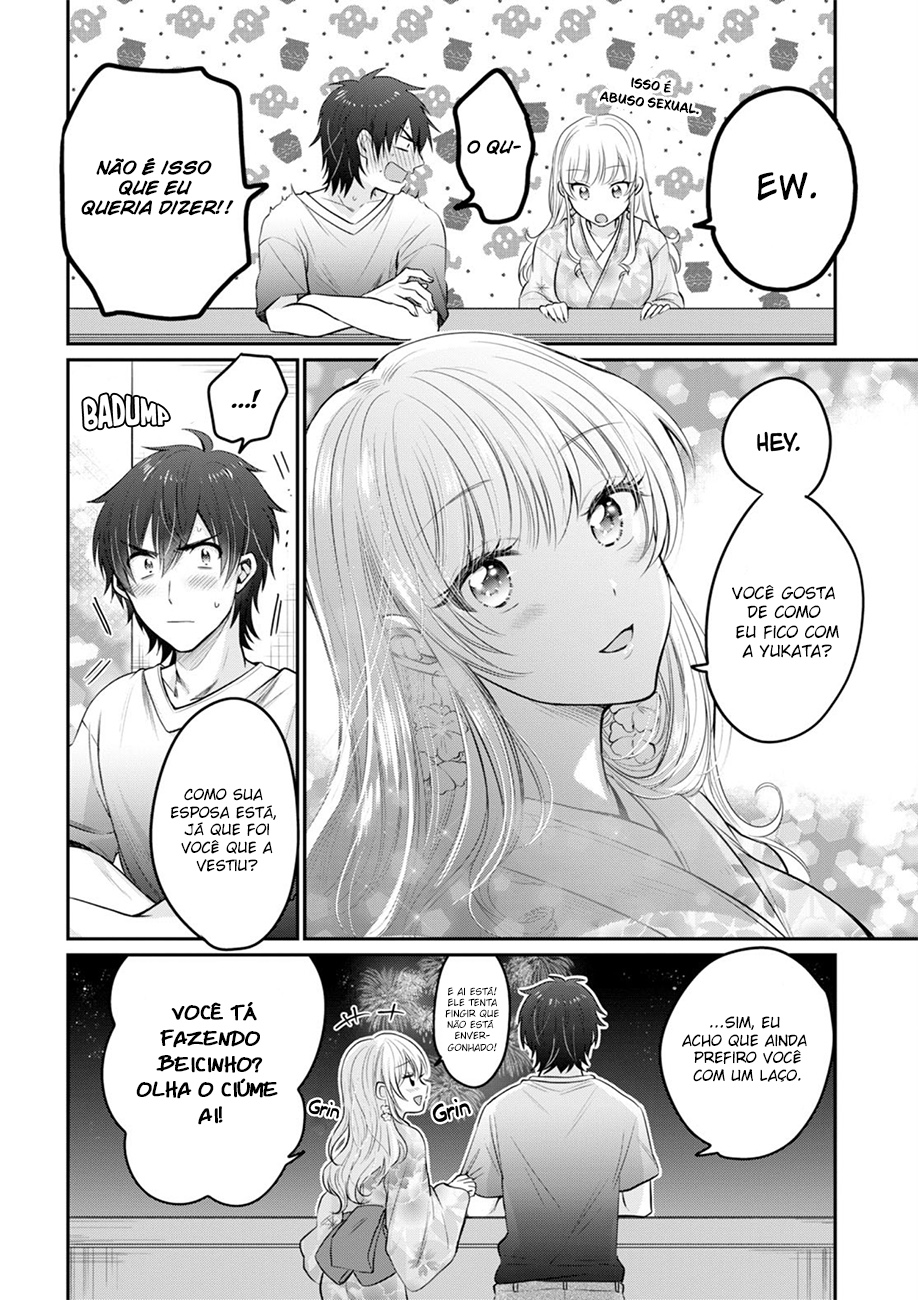 EW.
ISSO É
ABUSO SEXUAL.
O QU-
NÃO É ISSO
QUE EU
QUERIA DIZER!!
HEY.
VOCÊ GOSTA
DE COMO
EU FICO COM
A YUKATA?
...!
BADUMP
COMO SUA
ESPOSA ESTÁ,
JÁ QUE FOI
VOCÊ QUE A
VESTIU?
...SIM, EU
ACHO QUE AINDA
PREFIRO VOCÊ
COM UM LAÇO.
E AI ESTÁ!
ELE TENTA
FINGIR QUE
NÃO ESTÁ
ENVER-
GONHADO!
Grin
Grin
VOCÊ TÁ
FAZENDO
BEICINHO?
OLHA O CIÚME
AI!